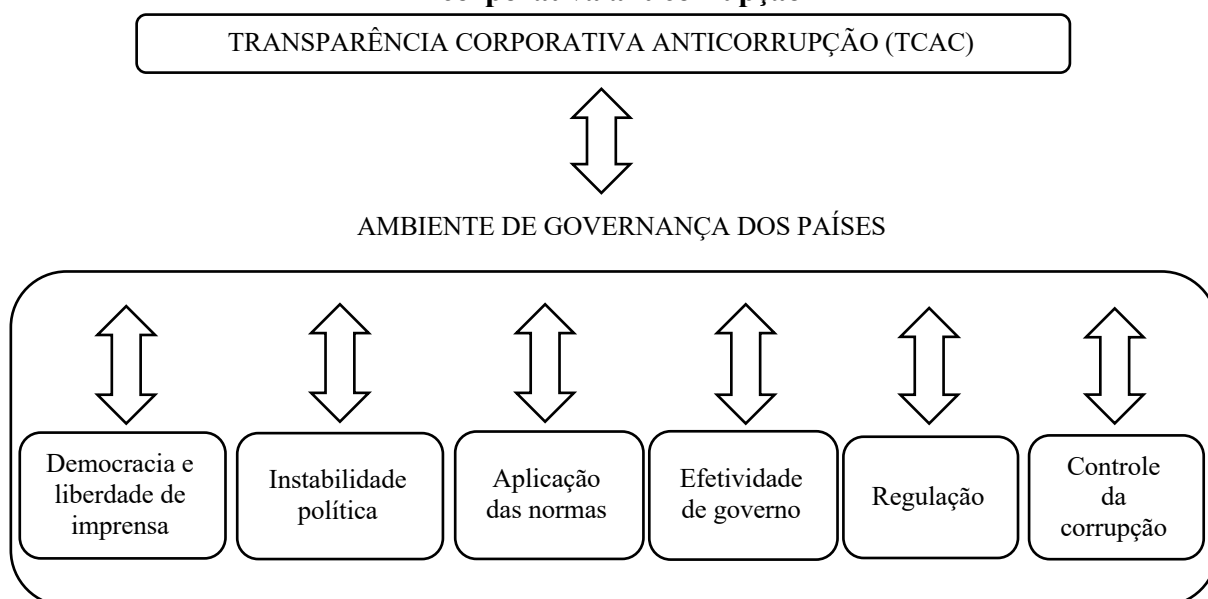 TRANSPARÊNCIA CORPORATIVA ANTICORRUPÇÃO (TCAC)
AMBIENTE DE GOVERNANÇA DOS PAÍSES
Democracia e
liberdade de
imprensa
Instabilidade
política
Aplicação
das normas
Efetividade
de governo
Regulação
Controle
da
corrupção